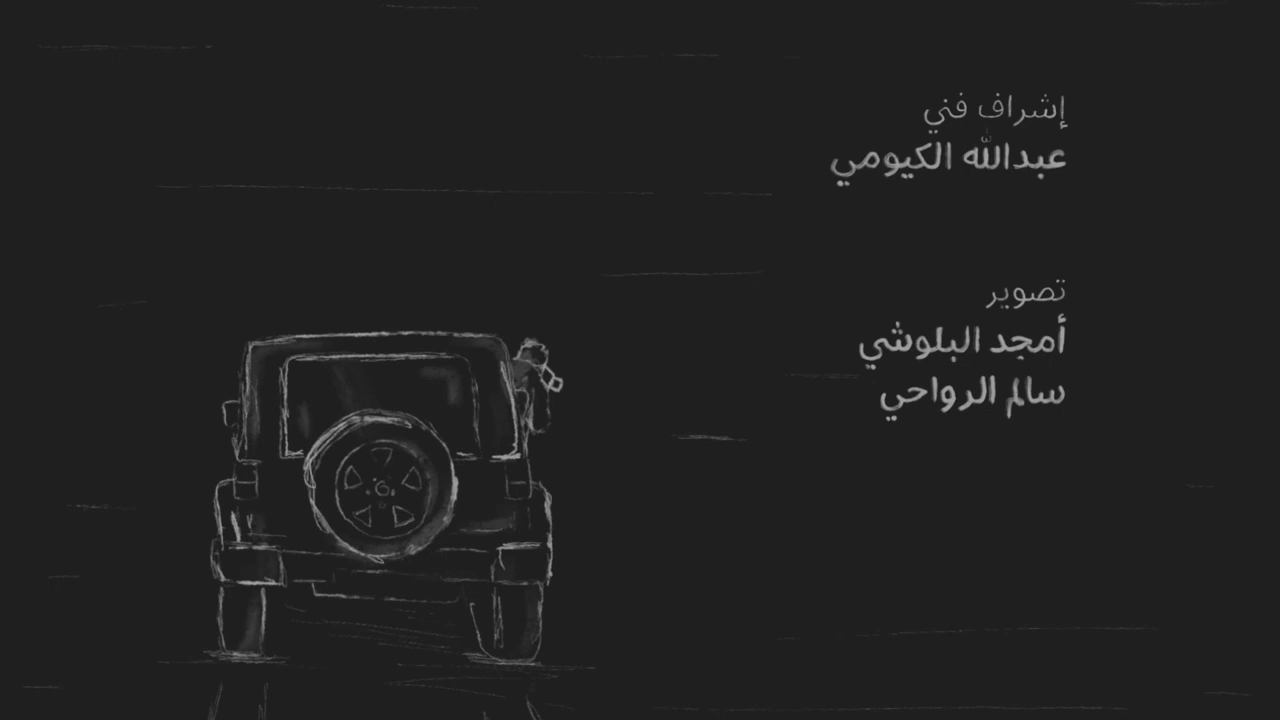 إشراف فني
عبدالله الكيومي
تصوير
أمجد البلوشي
سالم الرواحي